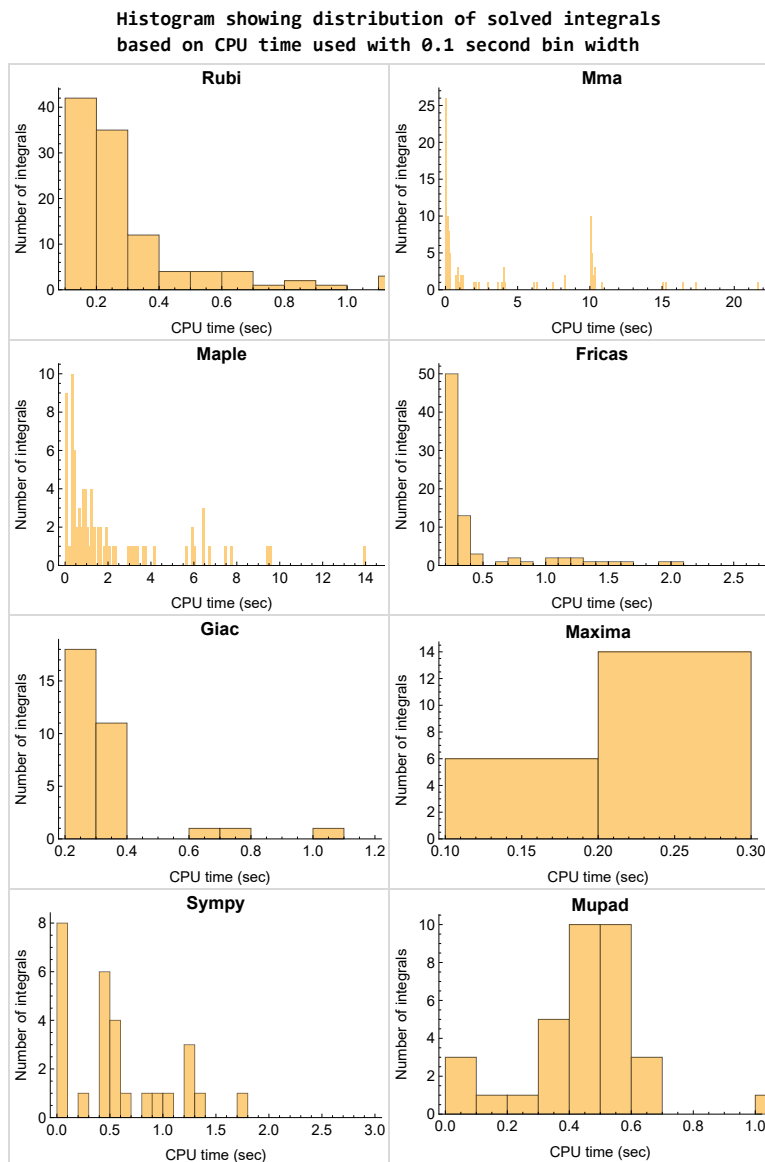 Histogram showing distribution of solved integrals
based on CPU time used with 0.1 second bin width
Rubi
Number of integrals
0
10
20
30
40
0.2 0.4 0.6 0.8 1.0
CPU time (sec)
Mma
Number of integrals
0
5
10
15
20
25
0 5 10 15 20
CPU time (sec)
Maple
Number of integrals
0
2
4
6
8
10
0 2 4 6 8 10 12 14
CPU time (sec)
Fricas
Number of integrals
0
10
20
30
40
50
0.5 1.0 1.5 2.0 2.5
CPU time (sec)
Giac
Number of integrals
0
5
10
15
0.2 0.4 0.6 0.8 1.0 1.2
CPU time (sec)
Maxima
Number of integrals
0
2
4
6
8
10
12
14
0.10 0.15 0.20 0.25 0.30
CPU time (sec)
Sympy
Number of integrals
0
2
4
6
8
0.0 0.5 1.0 1.5 2.0 2.5 3.0
CPU time (sec)
Mupad
Number of integrals
0
2
4
6
8
10
0.0 0.2 0.4 0.6 0.8 1.0
CPU time (sec)